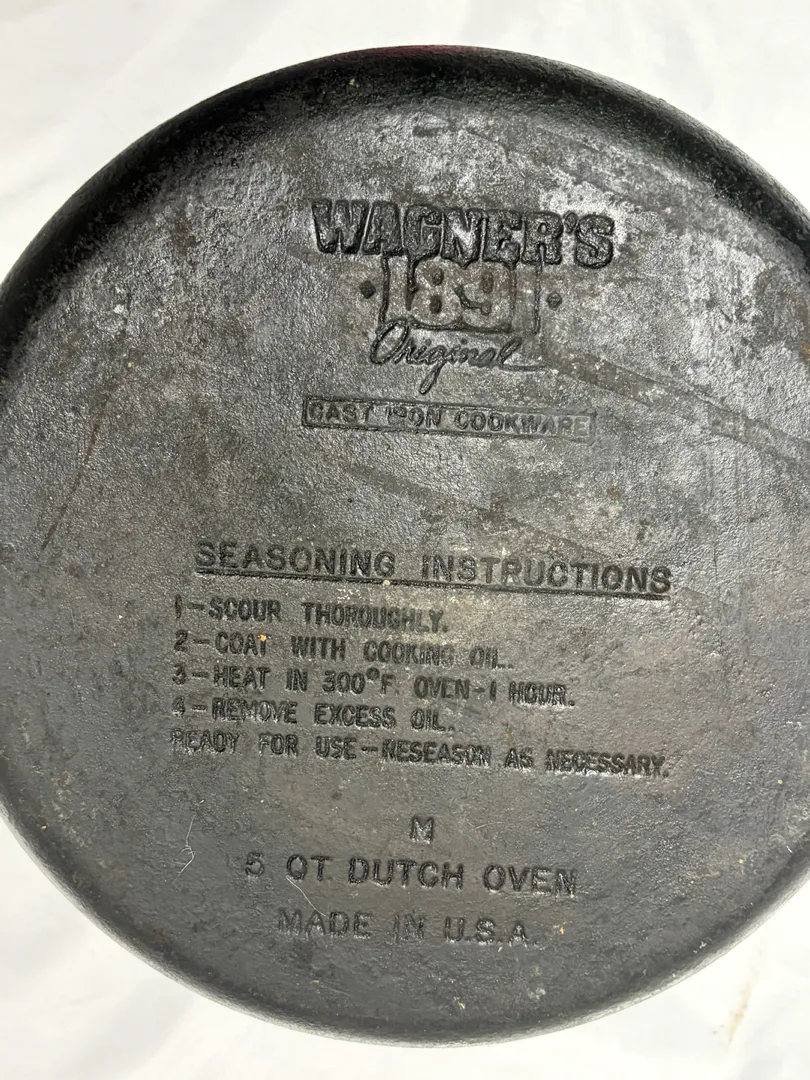 WAGNER'S
1891
Original
CAST IRON COOKWARE
SEASONING INSTRUCTIONS
1-SCOUR THOROUGHLY.
2-COAT WITH COOKING OIL.
3-HEAT IN 300°F. OVEN-1 HOUR.
4-REMOVE EXCESS OIL.
READY FOR USE-RESEASON AS NECESSARY.
M
5 QT. DUTCH OVEN
MADE IN U.S.A.